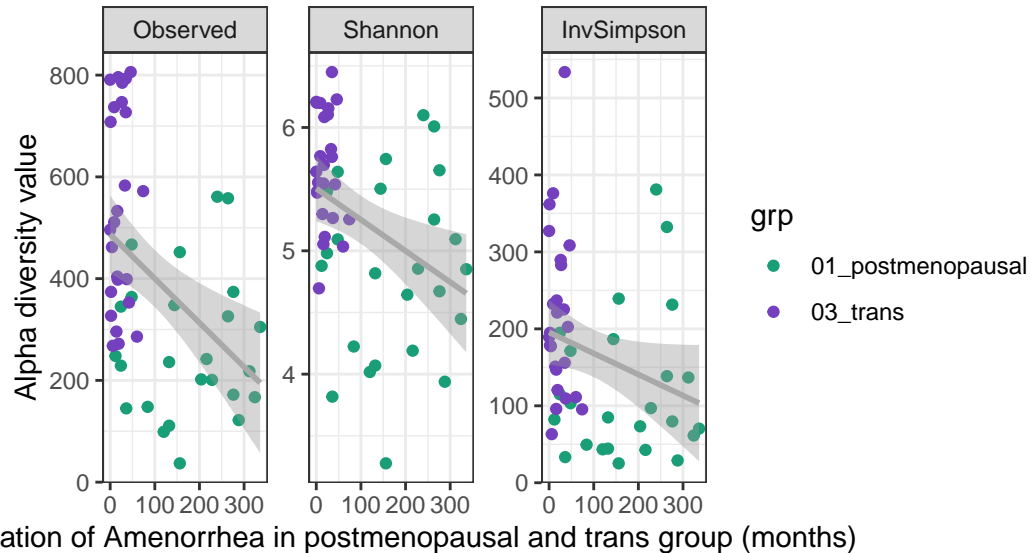 Observed Shannon InvSimpson
Alpha diversity value
800
600
400
200
0
6
5
4
500
400
300
200
100
0
0 100 200 300 0 100 200 300 0 100 200 300
ation of Amenorrhea in postmenopausal and trans group (months)
grp
01_postmenopausal
03_trans